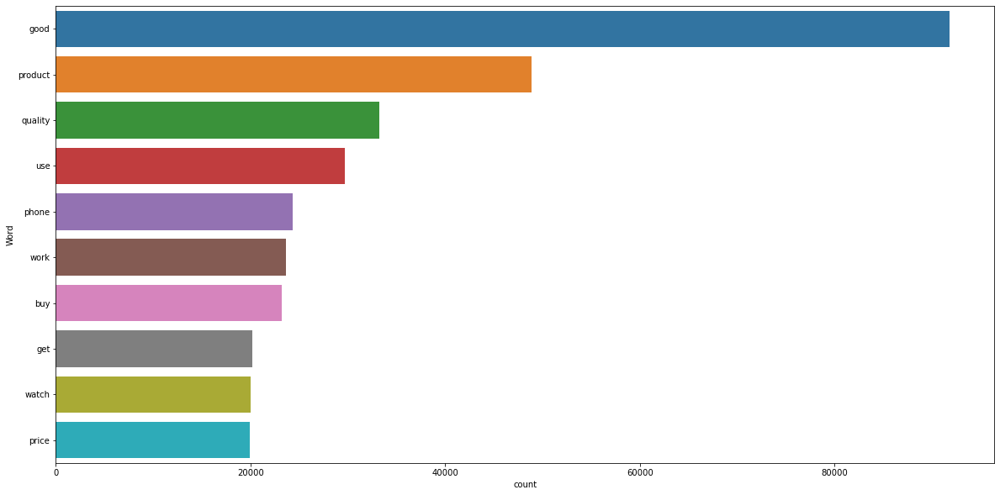 good
product
quality
use
phone
work
buy
get
watch
price
Word
0 20000 40000 60000 80000
count